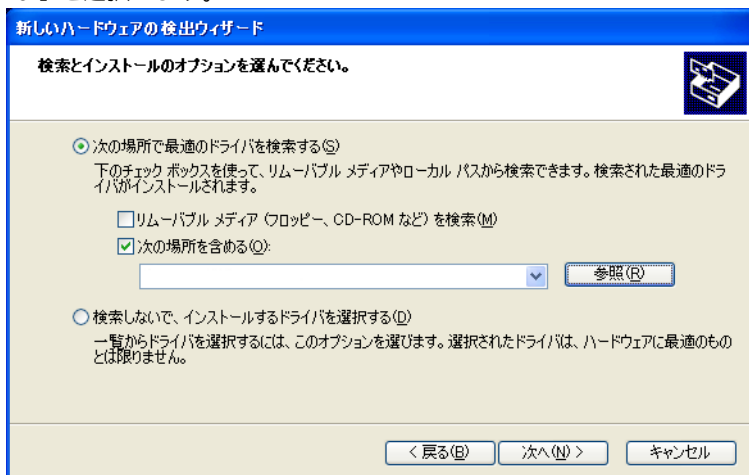 新しいハードウェアの検出ウィザード
検索とインストールのオプションを選んでください。
次の場所で最適のドライバを検索する(S)
下のチェック ボックスを使って、リムーバブル メディアやローカル パスから検索できます。検索された最適のドラ
イバがインストールされます。
リムーバブル メディア (フロッピー、CD-ROM など) を検索(M)
次の場所を含める(O):
参照(R)
検索しないで、インストールするドライバを選択する(D)
一覧からドライバを選択するには、このオプションを選びます。選択されたドライバは、ハードウェアに最適のもの
とは限りません。
< 戻る(B)
次へ(N) >
キャンセル